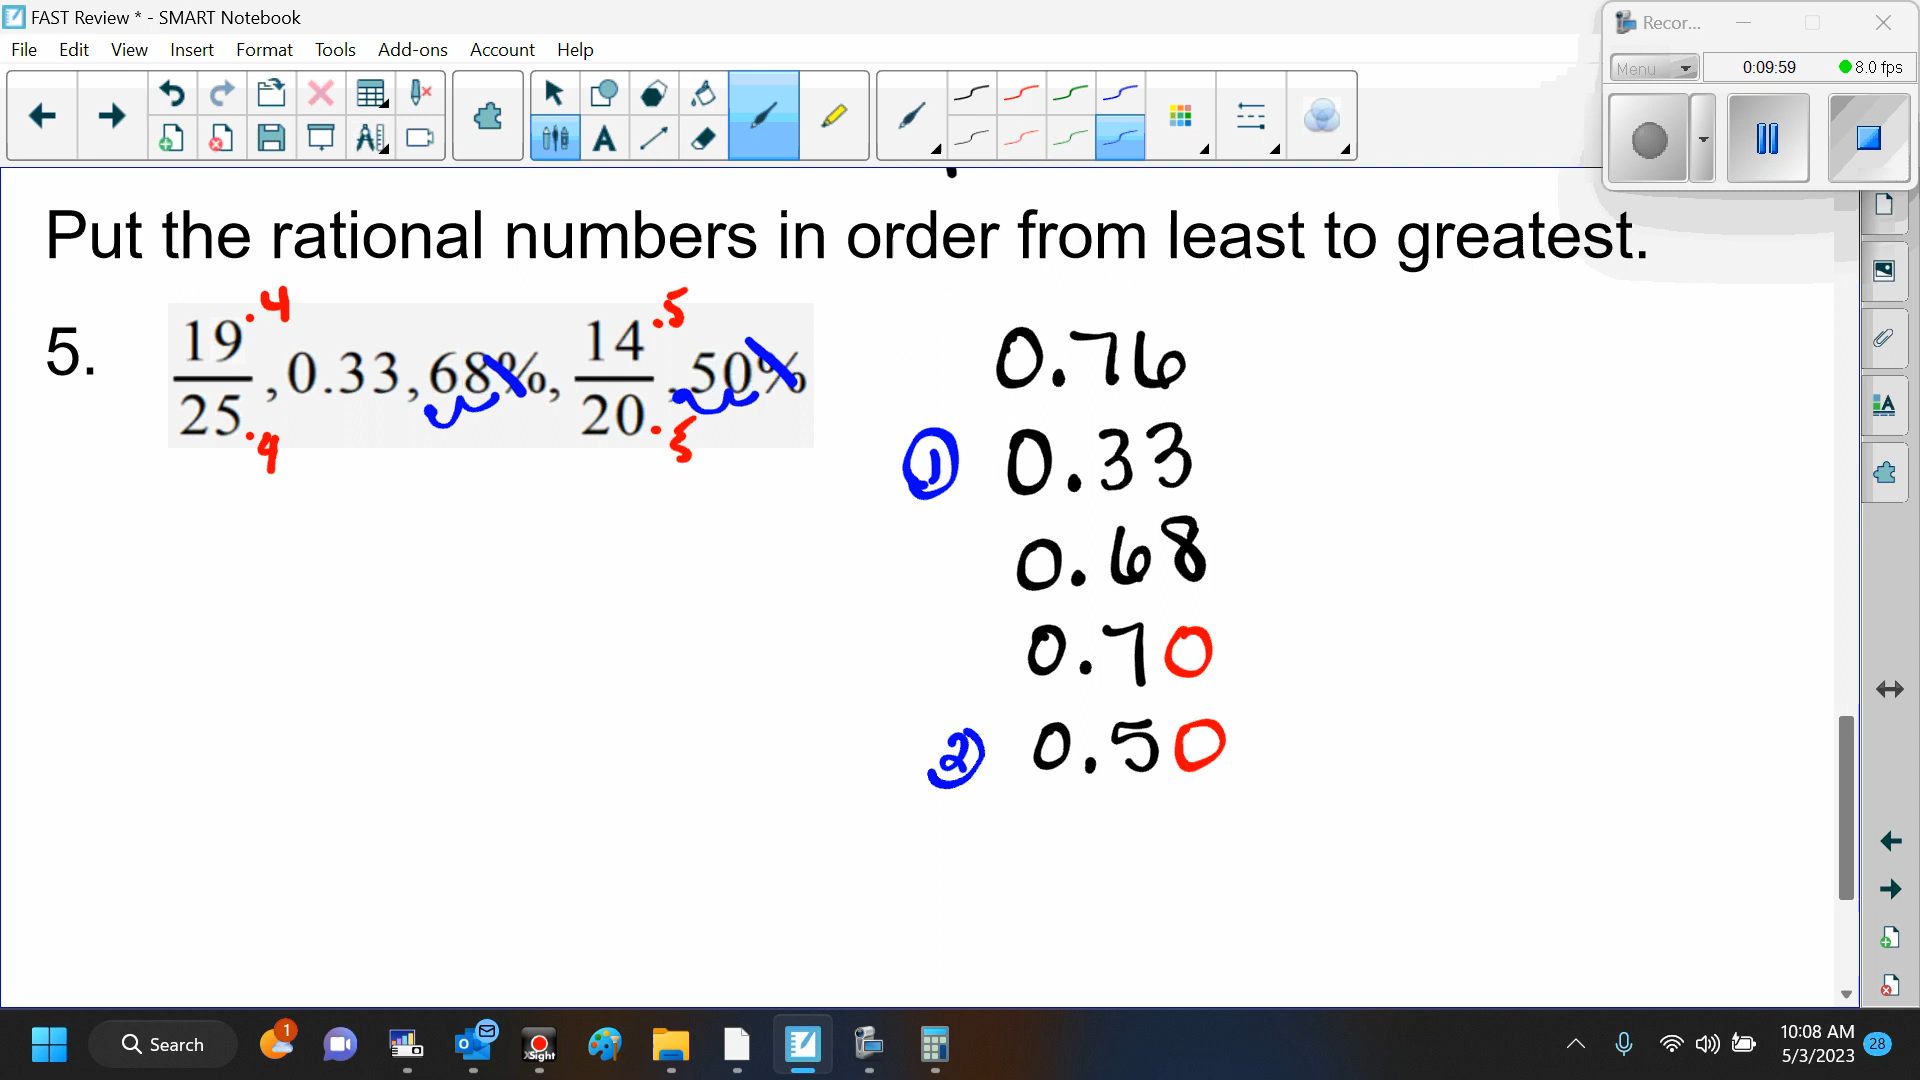 FAST Review * - SMART Notebook
Recor...
File Edit View Insert Format Tools Add-ons Account Help
Menu 0:09:59 8.0 fps
Put the rational numbers in order from least to greatest.
5. 19/25, 0.33, 68%, 14/20, 50%
.4 .5
.4 .5
0.76
① 0.33
0.68
0.70
② 0.50
Search
1
XSight
10:08 AM
5/3/2023
28